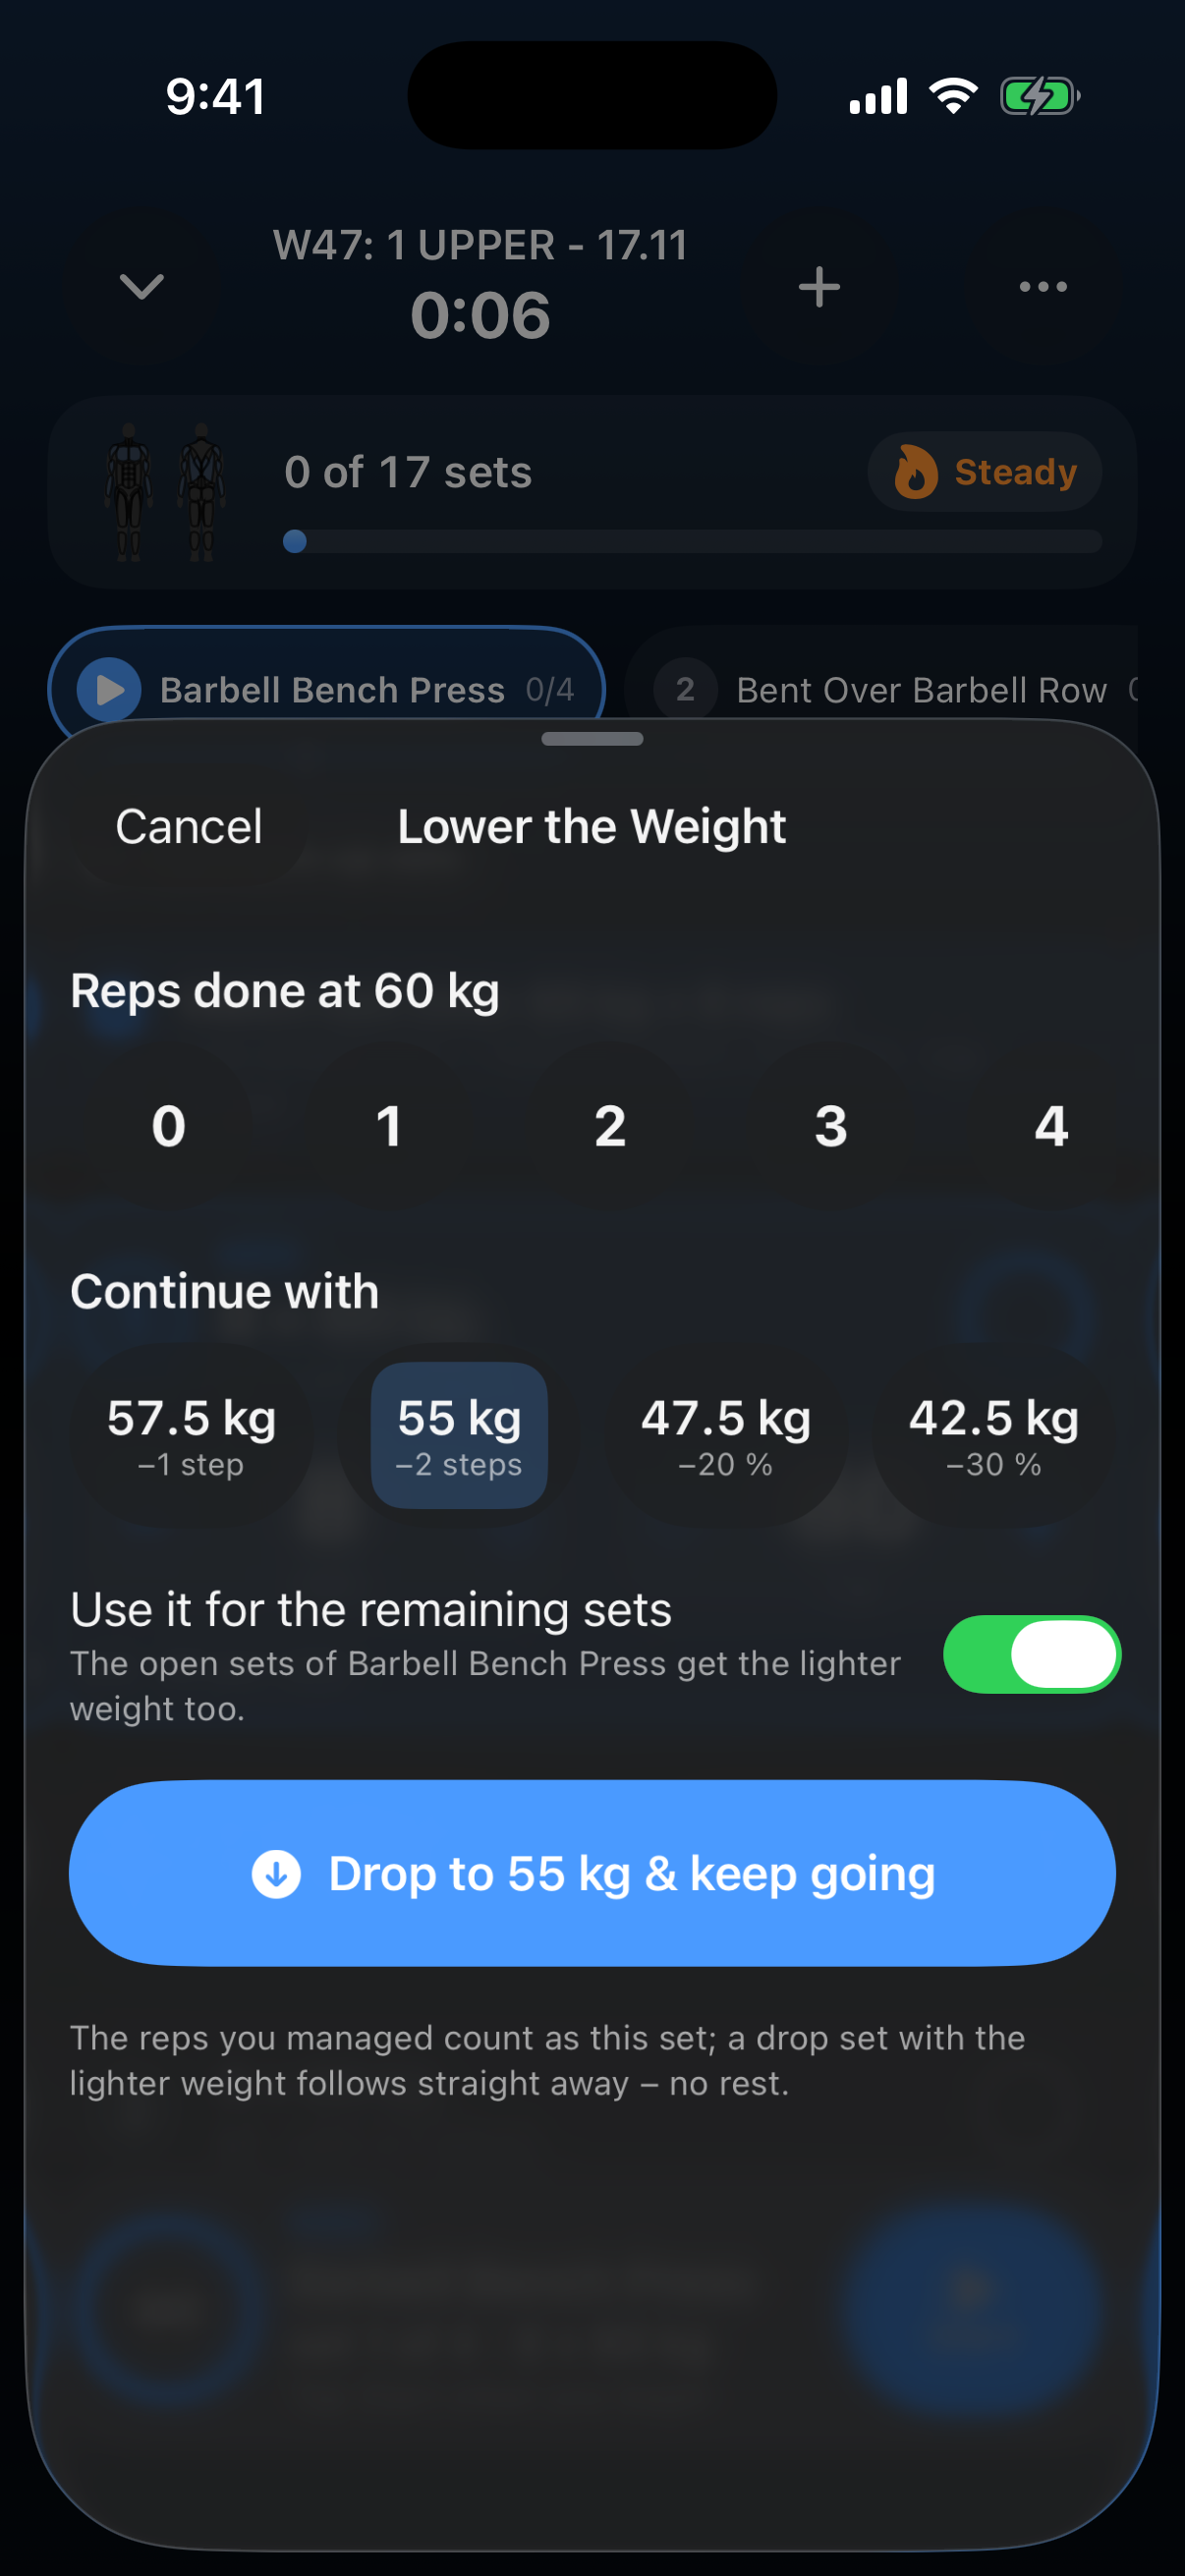 9:41
W47: 1 UPPER - 17.11
0:06
0 of 17 sets
Steady
Barbell Bench Press 0/4
2 Bent Over Barbell Row
Cancel
Lower the Weight
Reps done at 60 kg
0 1 2 3 4
Continue with
57.5 kg 55 kg 47.5 kg 42.5 kg
−1 step −2 steps −20 % −30 %
Use it for the remaining sets
The open sets of Barbell Bench Press get the lighter
weight too.
Drop to 55 kg & keep going
The reps you managed count as this set; a drop set with the
lighter weight follows straight away – no rest.